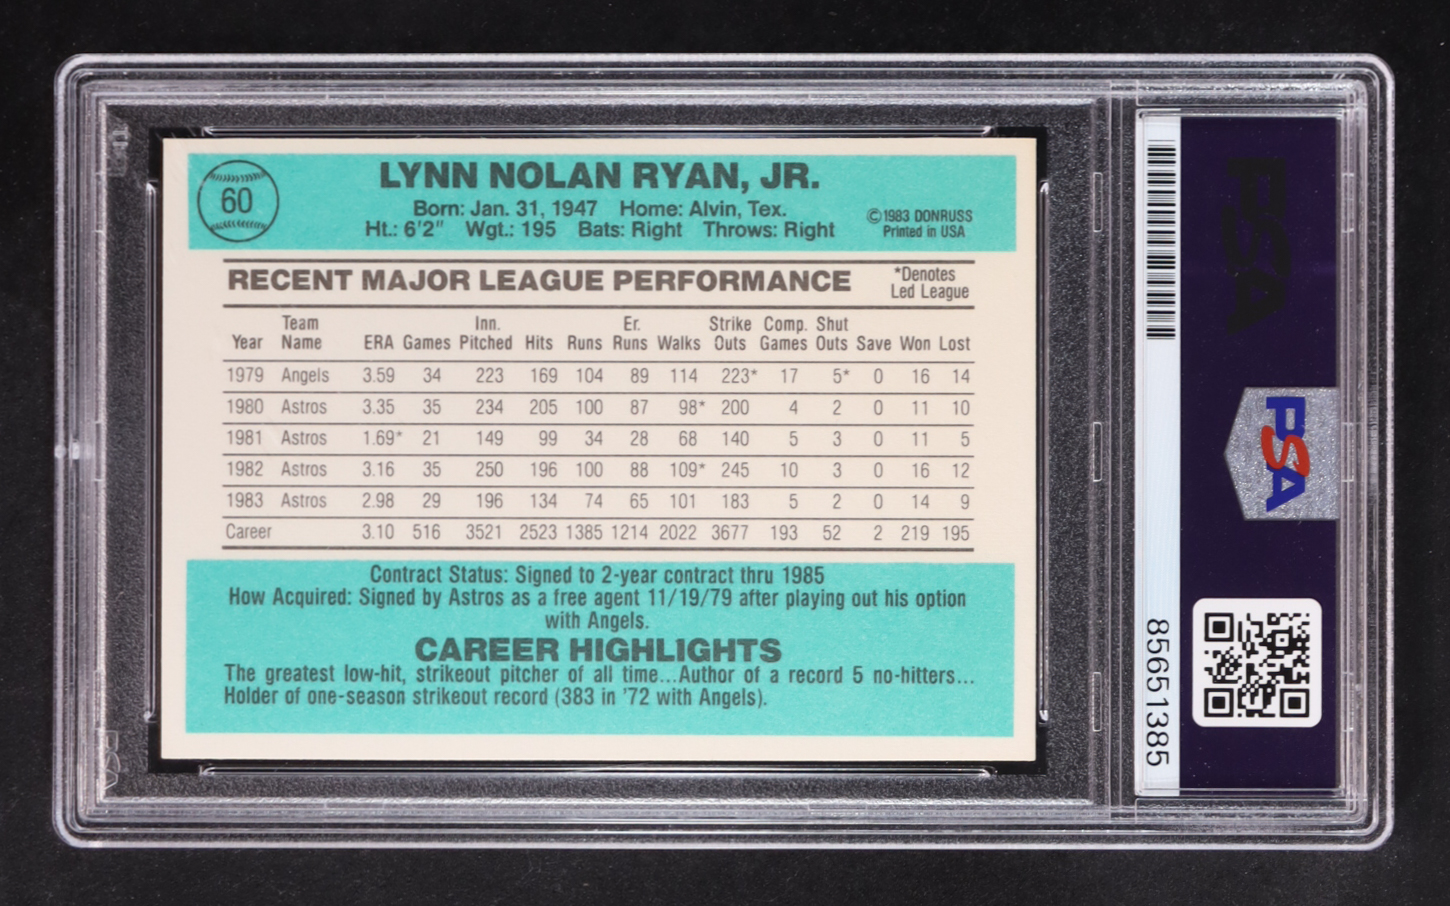 60
LYNN NOLAN RYAN, JR.
Born: Jan. 31, 1947 Home: Alvin, Tex.
Ht.: 6'2" Wgt.: 195 Bats: Right Throws: Right
©1983 DONRUSS
Printed in USA
RECENT MAJOR LEAGUE PERFORMANCE
*Denotes
Led League
Team Inn. Er. Strike Comp. Shut
Year Name ERA Games Pitched Hits Runs Runs Walks Outs Games Outs Save Won Lost
1979 Angels 3.59 34 223 169 104 89 114 223* 17 5* 0 16 14
1980 Astros 3.35 35 234 205 100 87 98* 200 4 2 0 11 10
1981 Astros 1.69* 21 149 99 34 28 68 140 5 3 0 11 5
1982 Astros 3.16 35 250 196 100 88 109* 245 10 3 0 16 12
1983 Astros 2.98 29 196 134 74 65 101 183 5 2 0 14 9
Career 3.10 516 3521 2523 1385 1214 2022 3677 193 52 2 219 195
Contract Status: Signed to 2-year contract thru 1985
How Acquired: Signed by Astros as a free agent 11/19/79 after playing out his option
with Angels.
CAREER HIGHLIGHTS
The greatest low-hit, strikeout pitcher of all time...Author of a record 5 no-hitters...
Holder of one-season strikeout record (383 in '72 with Angels).
PSA
PSA
85651385